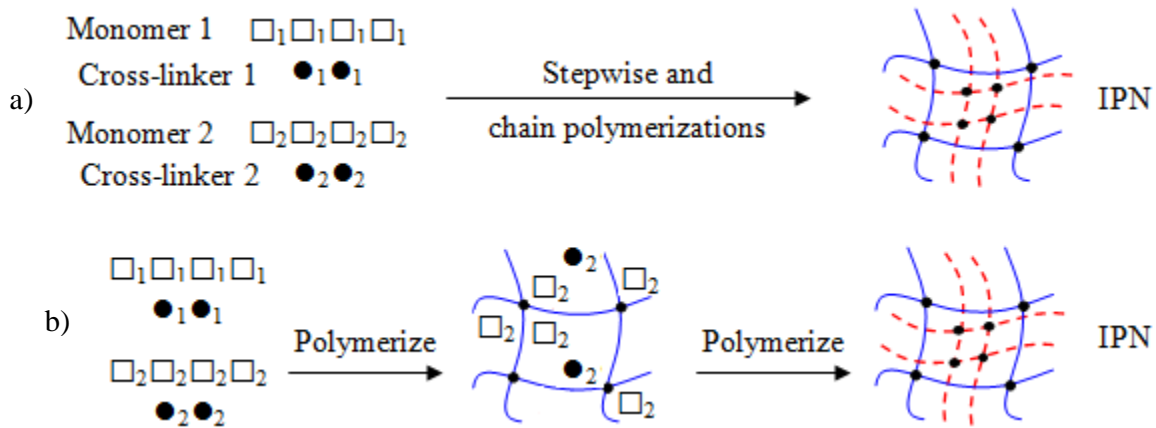 Monomer 1 □₁□₁□₁□₁
Cross-linker 1 ●₁●₁
a)
Monomer 2 □₂□₂□₂□₂
Cross-linker 2 ●₂●₂
Stepwise and
chain polymerizations
IPN
b)
□₁□₁□₁□₁
●₁●₁
□₂□₂□₂□₂
●₂●₂
Polymerize
●₂
□₂ □₂
□₂ □₂
●₂
□₂
Polymerize
IPN